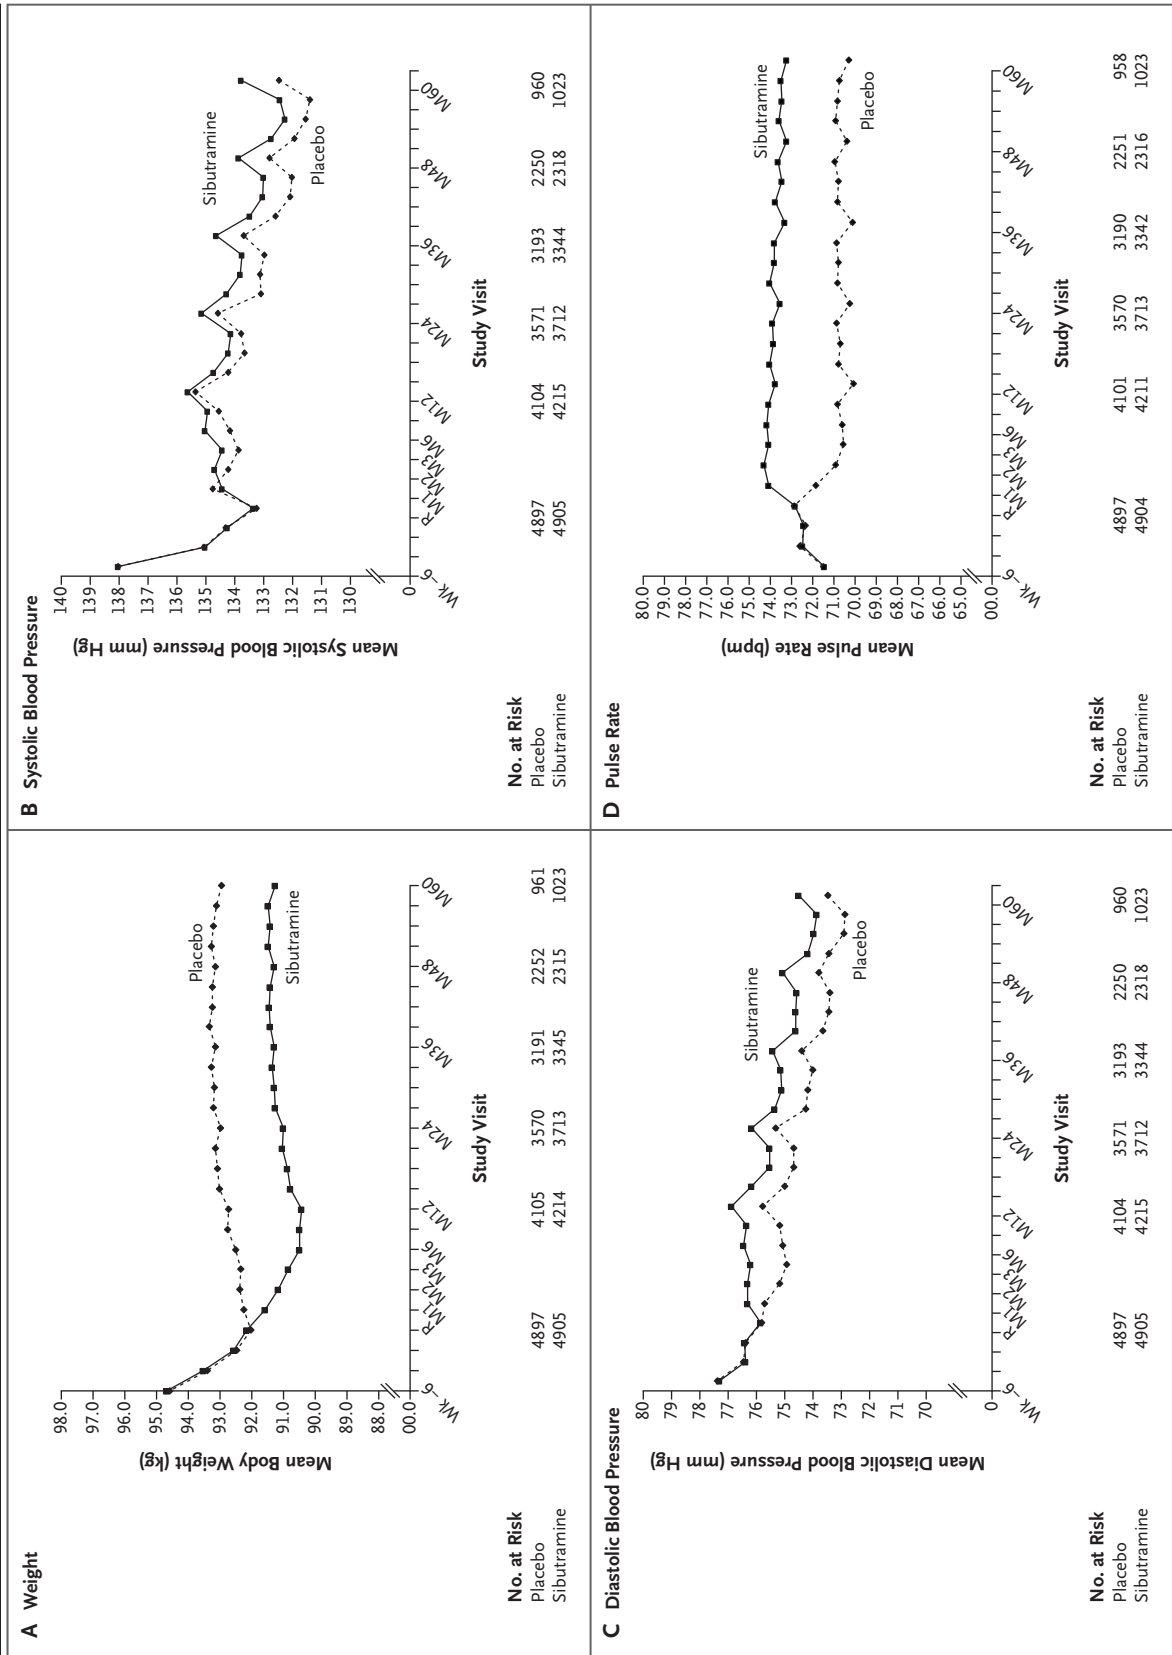 A Weight
Mean Body Weight (kg)
98.0
97.0
96.0
95.0
94.0
93.0
92.0
91.0
90.0
89.0
00.0
Placebo
Sibutramine
Wk−6 R M1 M2 M3 M6 M12 M24 M36 M48 M60
Study Visit
No. at Risk
Placebo 4897 4105 3570 3191 2252 961
Sibutramine 4905 4214 3713 3345 2315 1023
B Systolic Blood Pressure
Mean Systolic Blood Pressure (mm Hg)
140
139
138
137
136
135
134
133
132
131
130
0
Sibutramine
Placebo
Wk−6 R M1 M2 M3 M6 M12 M24 M36 M48 M60
Study Visit
No. at Risk
Placebo 4897 4104 3571 3193 2250 960
Sibutramine 4905 4215 3712 3344 2318 1023
C Diastolic Blood Pressure
Mean Diastolic Blood Pressure (mm Hg)
80
79
78
77
76
75
74
73
72
71
70
0
Sibutramine
Placebo
Wk−6 R M1 M2 M3 M6 M12 M24 M36 M48 M60
Study Visit
No. at Risk
Placebo 4897 4104 3571 3193 2250 960
Sibutramine 4905 4215 3712 3344 2318 1023
D Pulse Rate
Mean Pulse Rate (bpm)
80.0
79.0
78.0
77.0
76.0
75.0
74.0
73.0
72.0
71.0
70.0
69.0
68.0
67.0
66.0
65.0
00.0
Sibutramine
Placebo
Wk−6 R M1 M2 M3 M6 M12 M24 M36 M48 M60
Study Visit
No. at Risk
Placebo 4897 4101 3570 3190 2251 958
Sibutramine 4904 4211 3713 3342 2316 1023